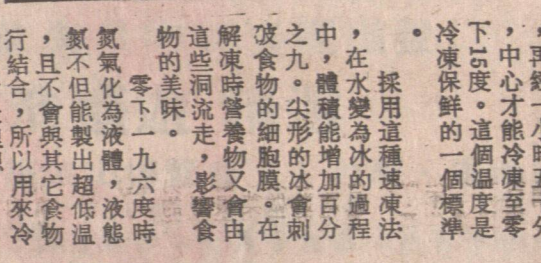 ，再經一小時五十分
，中心才能冷凍至零
下15度。這個溫度是
冷凍保鮮的一個標準
。
採用這種速凍法
，在水變為冰的過程
中，體積能增加百分
之九。尖形的冰會刺
破食物的細胞膜。在
解凍時營養物又會由
這些洞流走，影響食
物的美味。
零下一九六度時
氮氣化為液體，液態
氮不但能製出超低溫
，且不會與其它食物
行結合，所以用來冷